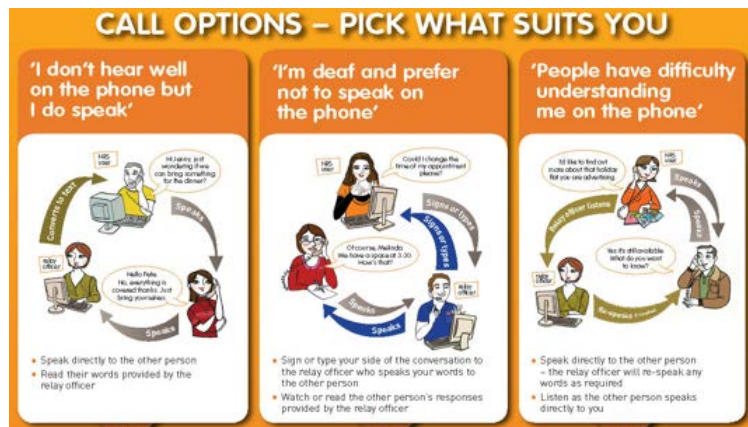 CALL OPTIONS – PICK WHAT SUITS YOU
'I don't hear well
on the phone but
I do speak'
NRS
user
Hi Jenny, just
wondering if we
can bring something
for the dinner?
Converts to text
Speaks
relay
officer
Hello Pete.
No, everything is
covered thanks. Just
bring yourselves.
Speaks
• Speak directly to the other person
• Read their words provided by the
relay officer
'I'm deaf and prefer
not to speak on
the phone'
NRS
user
Could I change the
time of my appointment
please?
Signs or types
Signs or types
Of course, Melinda.
We have a space at 3.00.
How's that?
relay
officer
Speaks
Speaks
• Sign or type your side of the conversation to
the relay officer who speaks your words to
the other person
• Watch or read the other person's responses
provided by the relay officer
'People have difficulty
understanding
me on the phone'
NRS
user
I'd like to find out
more about that holiday
flat you are advertising.
Speaks
Relay officer listens
Speaks
Yes it's still available.
What do you want
to know?
relay
officer
Re-speaks
• Speak directly to the other person
– the relay officer will re-speak any
words as required
• Listen as the other person speaks
directly to you